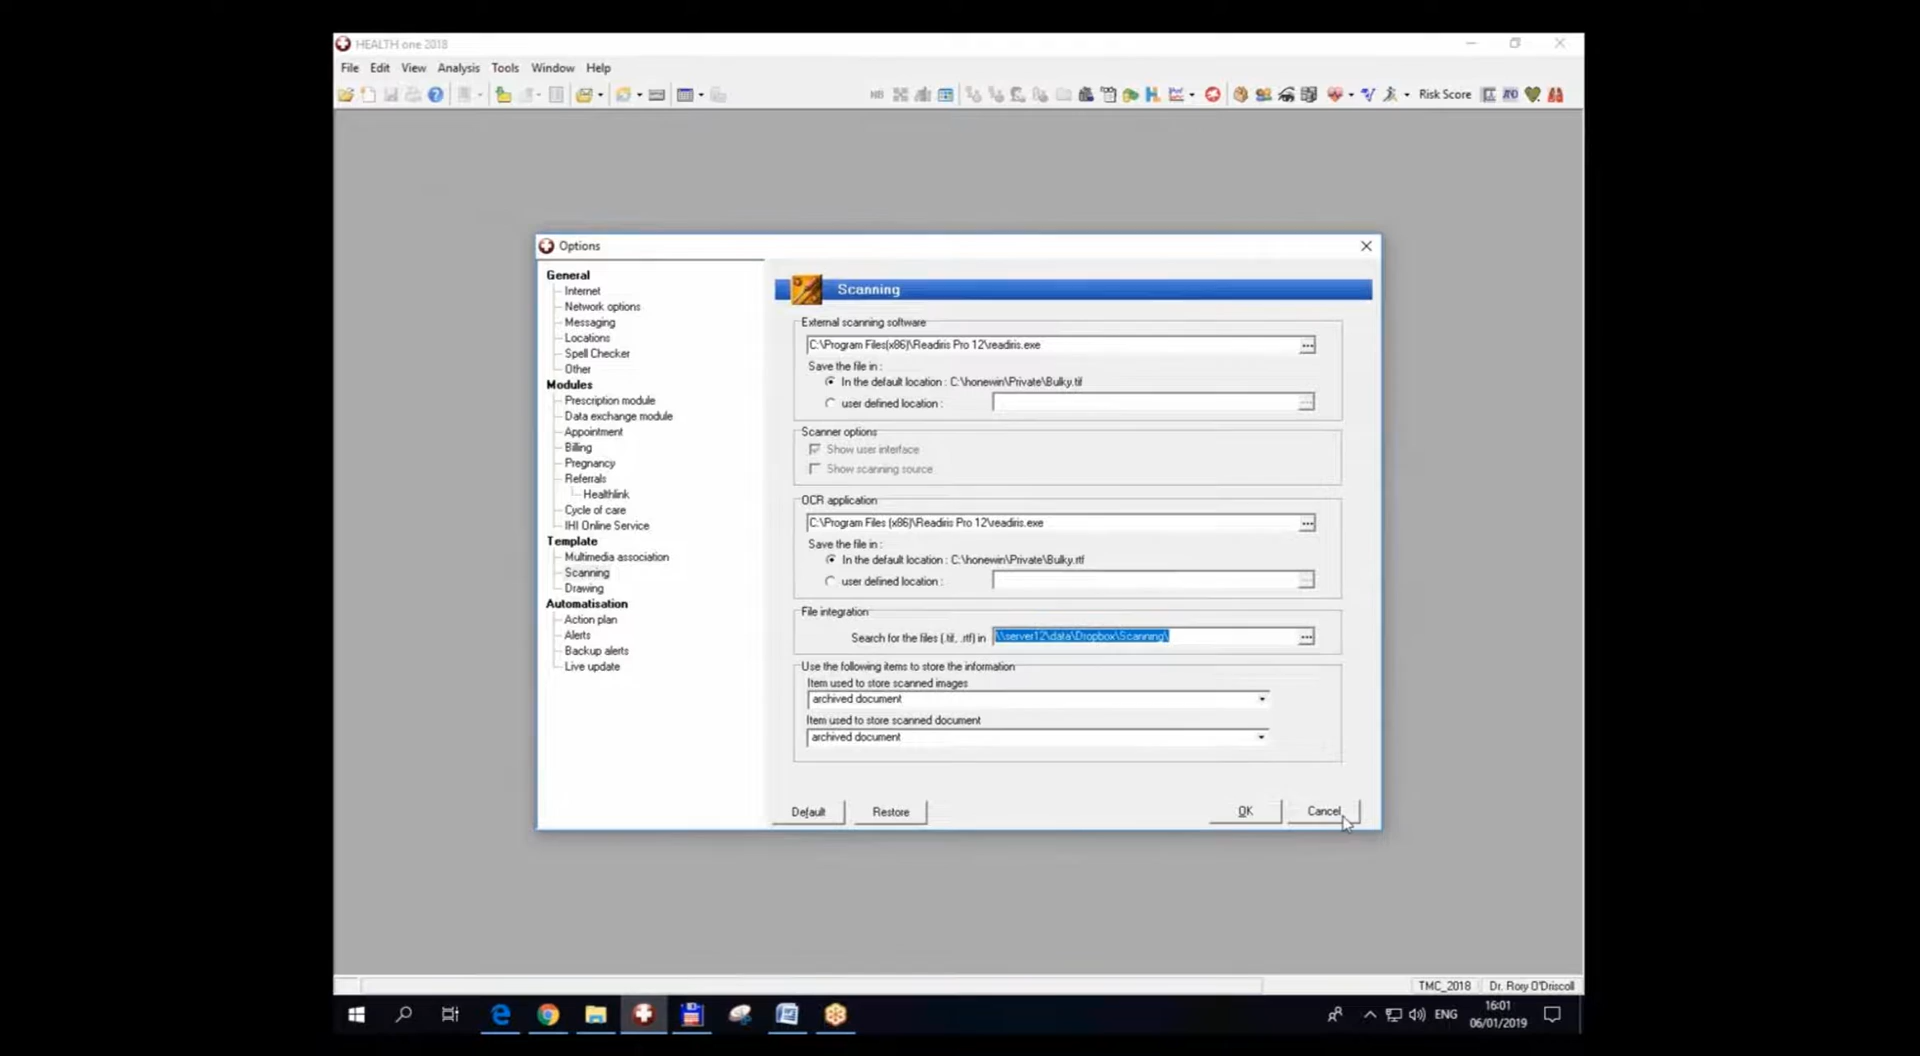 HEALTH one 2018
File Edit View Analysis Tools Window Help
Risk Score
Options
General
Internet
Network options
Messaging
Locations
Spell Checker
Other
Modules
Prescription module
Data exchange module
Appointment
Billing
Pregnancy
Referrals
Healthlink
Cycle of care
IHI Online Service
Template
Multimedia association
Scanning
Drawing
Automatisation
Action plan
Alerts
Backup alerts
Live update
Scanning
External scanning software
C:\Program Files(x86)\Readiris Pro 12\readiris.exe
Save the file in :
In the default location : C:\honewin\Private\Bulky.tif
user defined location :
Scanner options
Show user interface
Show scanning source
OCR application
C:\Program Files (x86)\Readiris Pro 12\readiris.exe
Save the file in :
In the default location : C:\honewin\Private\Bulky.rtf
user defined location :
File integration
Search for the files (.tif, .rtf) in \\server12\data\Dropbox\Scanning\
Use the following items to store the information
Item used to store scanned images
archived document
Item used to store scanned document
archived document
Default Restore OK Cancel
TMC_2018 Dr. Rory O'Driscoll
ENG
16:01
06/01/2019